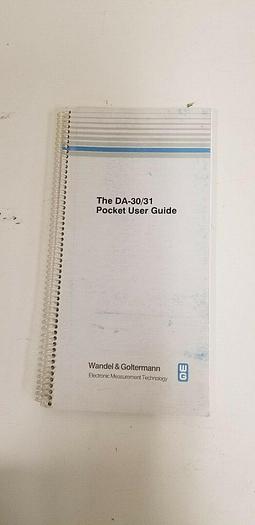 The DA-30/31
Pocket User Guide
Wandel & Goltermann
Electronic Measurement Technology
W
G